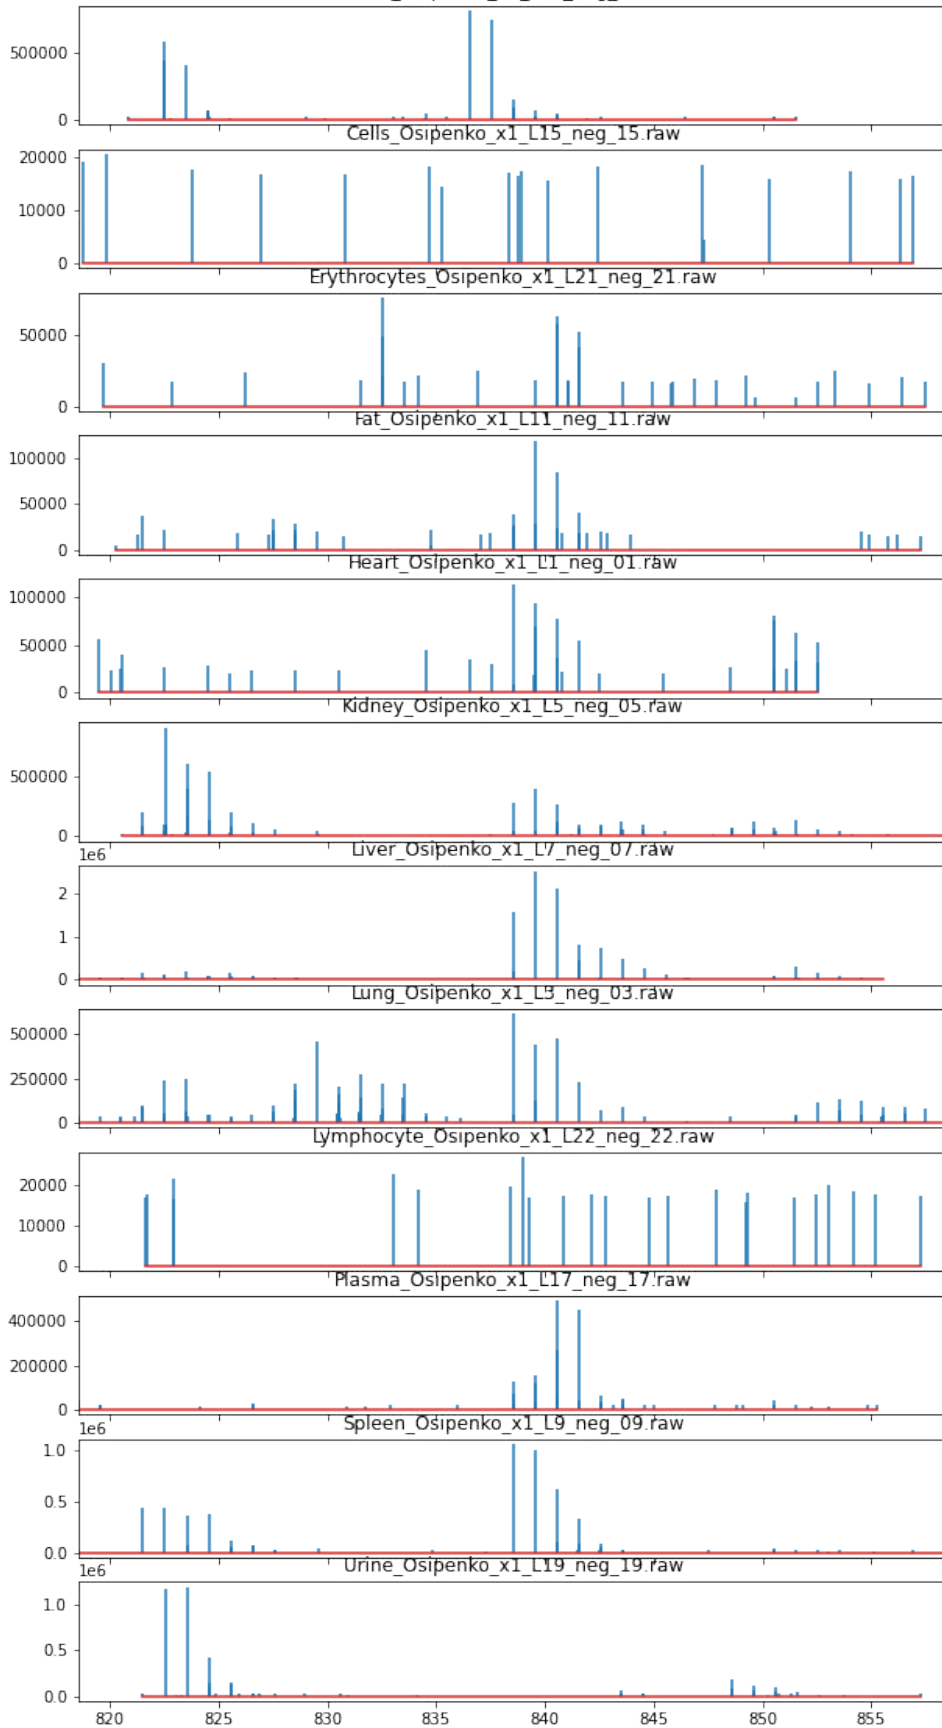 500000
0
Cells_Osipenko_x1_L15_neg_15.raw
20000
10000
0
Erythrocytes_Osipenko_x1_L21_neg_21.raw
50000
0
Fat_Osipenko_x1_L11_neg_11.raw
100000
50000
0
Heart_Osipenko_x1_L1_neg_01.raw
100000
50000
0
Kidney_Osipenko_x1_L5_neg_05.raw
500000
0
1e6
Liver_Osipenko_x1_L7_neg_07.raw
2
1
0
Lung_Osipenko_x1_L3_neg_03.raw
500000
250000
0
Lymphocyte_Osipenko_x1_L22_neg_22.raw
20000
10000
0
Plasma_Osipenko_x1_L17_neg_17.raw
400000
200000
0
1e6
Spleen_Osipenko_x1_L9_neg_09.raw
1.0
0.5
0.0
1e6
Urine_Osipenko_x1_L19_neg_19.raw
1.0
0.5
0.0
820 825 830 835 840 845 850 855